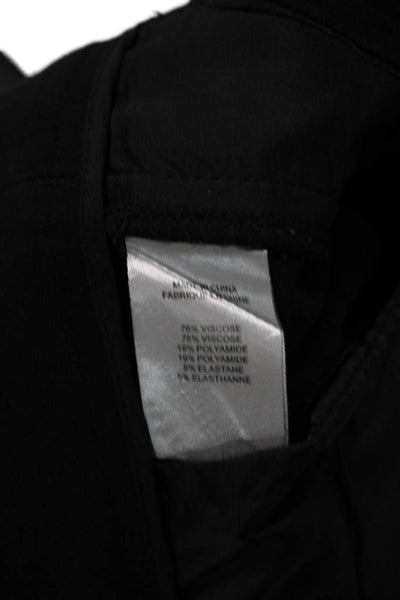 MADE IN CHINA
FABRIQUE EN CHINE
76% VISCOSE
76% VISCOSE
19% POLYAMIDE
19% POLYAMIDE
5% ELASTANE
5% ELASTHANNE